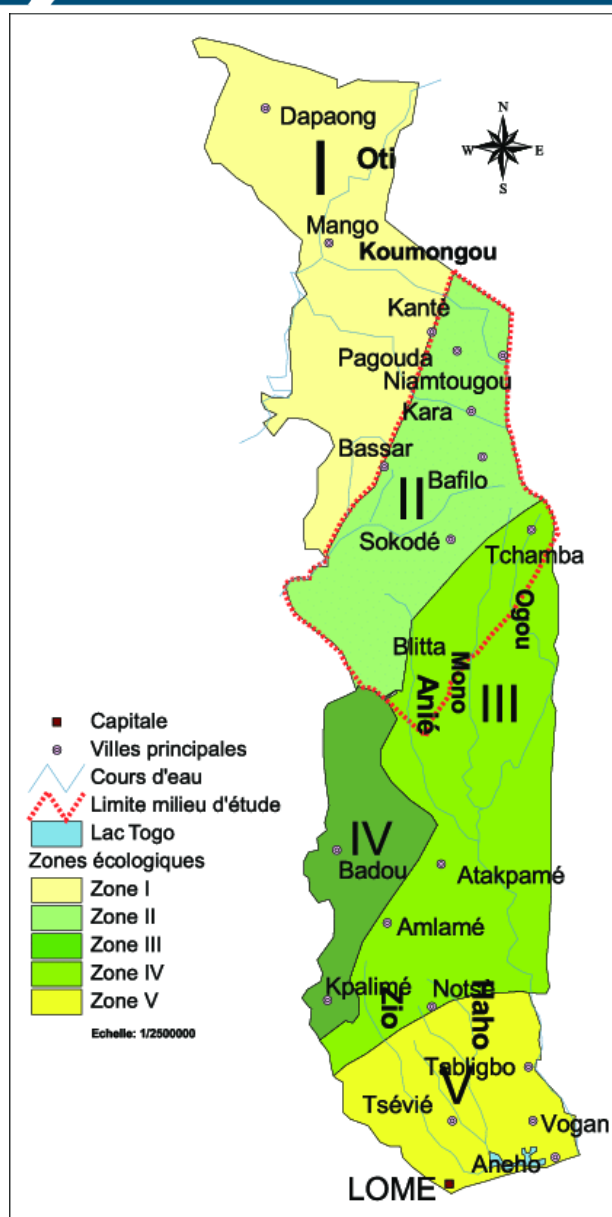 N
W E
S
Dapaong
I
Oti
Mango
Koumongou
Kantè
Pagouda
Niamtougou
Kara
Bassar
Bafilo
II
Sokodé
Tchamba
Ogou
Blitta
Mono
Anié
III
Capitale
Villes principales
Cours d'eau
Limite milieu d'étude
Lac Togo
Zones écologiques
Zone I
Zone II
Zone III
Zone IV
Zone V
Echelle: 1/2500000
IV
Badou
Atakpamé
Amlamé
Kpalimé
Zio
Notsé
Haho
Tabligbo
V
Tsévié
Vogan
Aneho
LOME